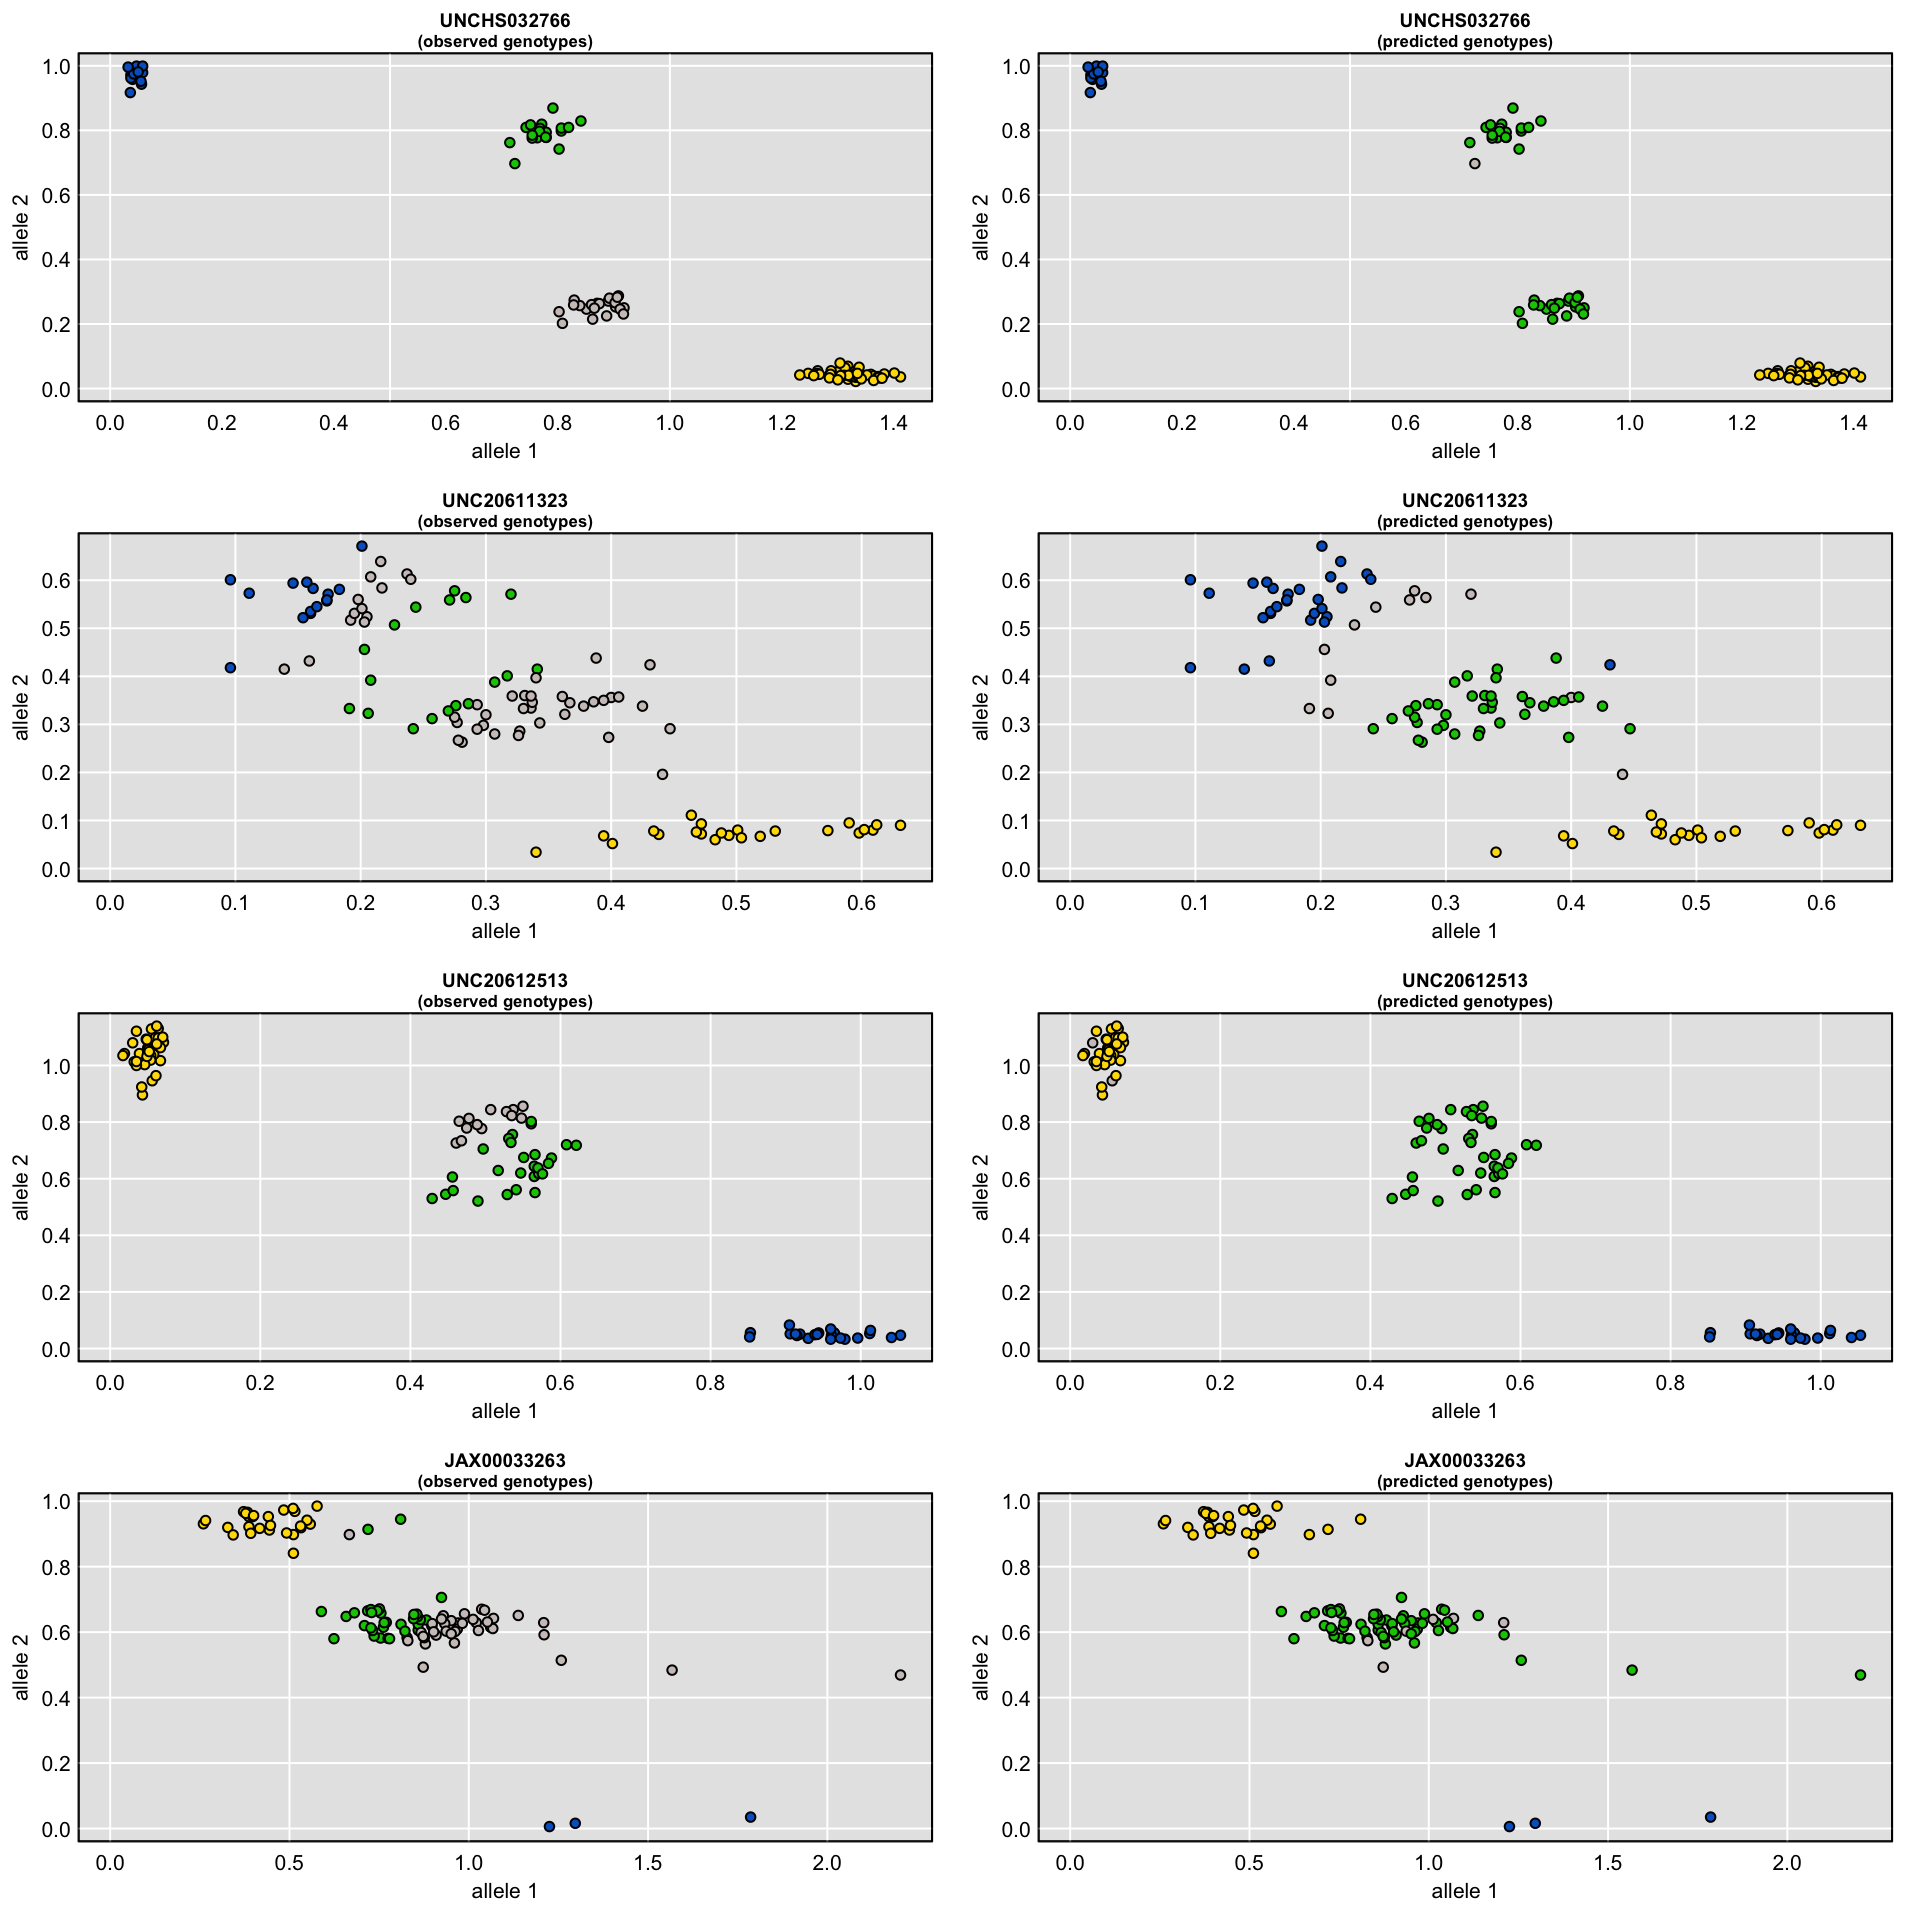 UNCHS032766
(observed genotypes)
1.0
0.8
0.6
0.4
0.2
0.0
allele 2
0.0 0.2 0.4 0.6 0.8 1.0 1.2 1.4
allele 1
UNCHS032766
(predicted genotypes)
1.0
0.8
0.6
0.4
0.2
0.0
allele 2
0.0 0.2 0.4 0.6 0.8 1.0 1.2 1.4
allele 1
UNC20611323
(observed genotypes)
0.6
0.5
0.4
0.3
0.2
0.1
0.0
allele 2
0.0 0.1 0.2 0.3 0.4 0.5 0.6
allele 1
UNC20611323
(predicted genotypes)
0.6
0.5
0.4
0.3
0.2
0.1
0.0
allele 2
0.0 0.1 0.2 0.3 0.4 0.5 0.6
allele 1
UNC20612513
(observed genotypes)
1.0
0.8
0.6
0.4
0.2
0.0
allele 2
0.0 0.2 0.4 0.6 0.8 1.0
allele 1
UNC20612513
(predicted genotypes)
1.0
0.8
0.6
0.4
0.2
0.0
allele 2
0.0 0.2 0.4 0.6 0.8 1.0
allele 1
JAX00033263
(observed genotypes)
1.0
0.8
0.6
0.4
0.2
0.0
allele 2
0.0 0.5 1.0 1.5 2.0
allele 1
JAX00033263
(predicted genotypes)
1.0
0.8
0.6
0.4
0.2
0.0
allele 2
0.0 0.5 1.0 1.5 2.0
allele 1